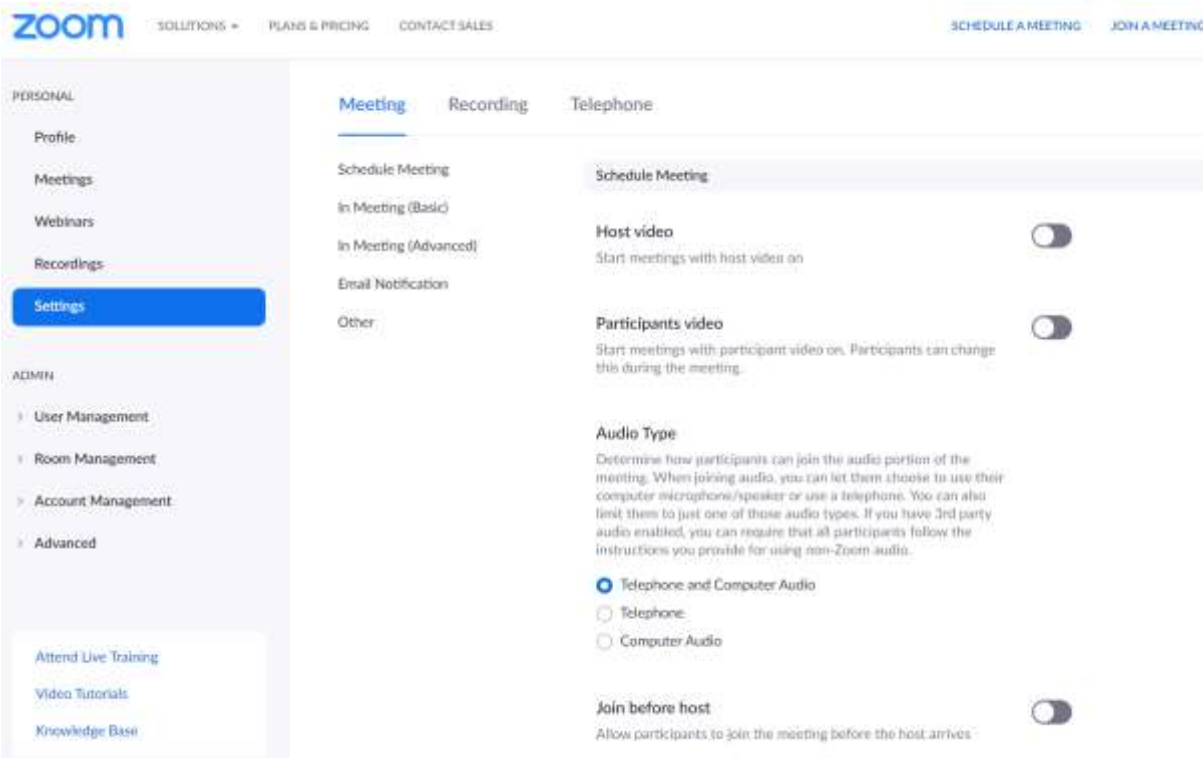 zoom
SOLUTIONS
PLANS & PRICING
CONTACT SALES
SCHEDULE A MEETING
JOIN A MEETING
PERSONAL
Profile
Meetings
Webinars
Recordings
Settings
ADMIN
User Management
Room Management
Account Management
Advanced
Attend Live Training
Video Tutorials
Knowledge Base
Meeting
Recording
Telephone
Schedule Meeting
In Meeting (Basic)
In Meeting (Advanced)
Email Notification
Other
Schedule Meeting
Host video
Start meetings with host video on
Participants video
Start meetings with participant video on. Participants can change
this during the meeting.
Audio Type
Determine how participants can join the audio portion of the
meeting. When joining audio, you can let them choose to use their
computer microphone/speaker or use a telephone. You can also
limit them to just one of those audio types. If you have 3rd party
audio enabled, you can require that all participants follow the
instructions you provide for using non-Zoom audio.
Telephone and Computer Audio
Telephone
Computer Audio
Join before host
Allow participants to join the meeting before the host arrives